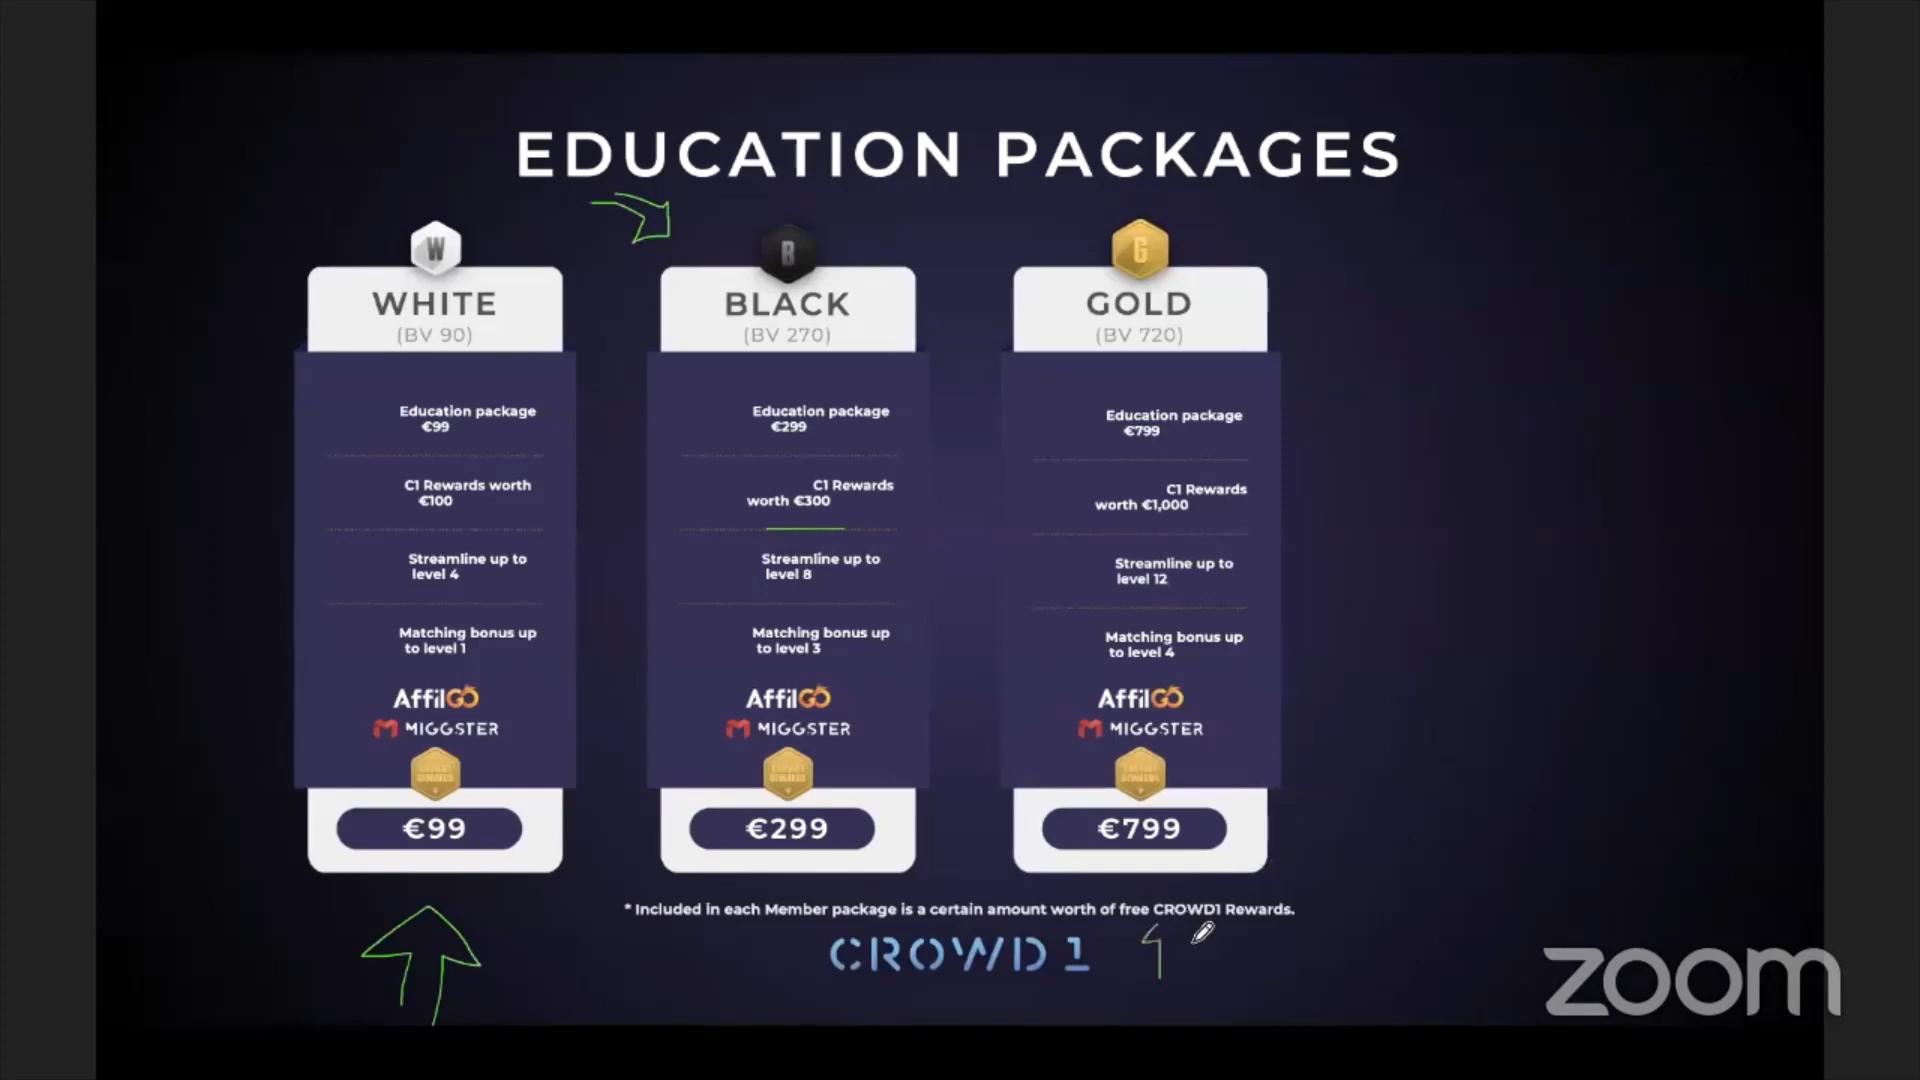 EDUCATION PACKAGES
W
WHITE
(BV 90)
Education package
€99
C1 Rewards worth
€100
Streamline up to
level 4
Matching bonus up
to level 1
AffilGO
MIGGSTER
€99
B
BLACK
(BV 270)
Education package
€299
C1 Rewards
worth €300
Streamline up to
level 8
Matching bonus up
to level 3
AffilGO
MIGGSTER
€299
G
GOLD
(BV 720)
Education package
€799
C1 Rewards
worth €1,000
Streamline up to
level 12
Matching bonus up
to level 4
AffilGO
MIGGSTER
€799
* Included in each Member package is a certain amount worth of free CROWD1 Rewards.
CROWD 1
zoom